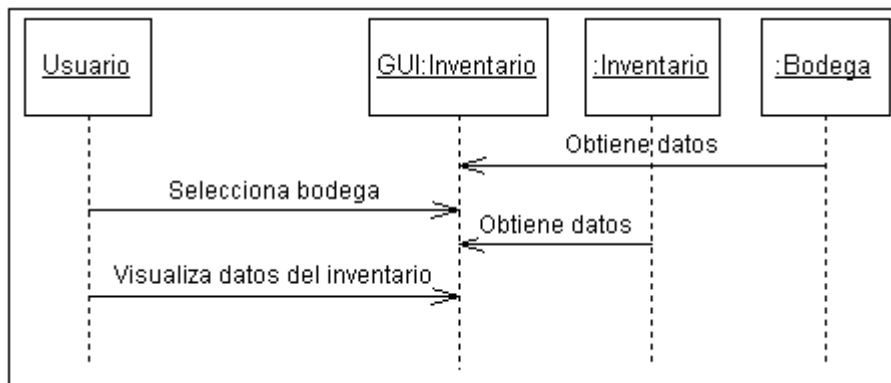 Usuario
GUI:Inventario
:Inventario
:Bodega
Obtiene datos
Selecciona bodega
Obtiene datos
Visualiza datos del inventario